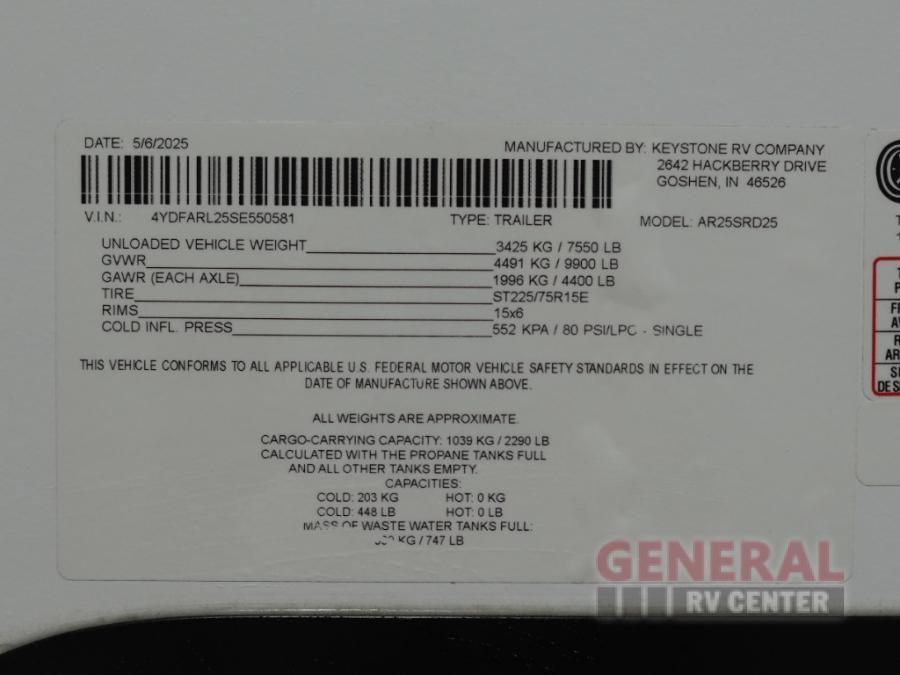 DATE: 5/6/2025
MANUFACTURED BY: KEYSTONE RV COMPANY
2642 HACKBERRY DRIVE
GOSHEN, IN 46526
V.I.N.: 4YDFARL25SE550581 TYPE: TRAILER MODEL: AR25SRD25
UNLOADED VEHICLE WEIGHT 3425 KG / 7550 LB
GVWR 4491 KG / 9900 LB
GAWR (EACH AXLE) 1996 KG / 4400 LB
TIRE ST225/75R15E
RIMS 15x6
COLD INFL. PRESS 552 KPA / 80 PSI/LPC - SINGLE
THIS VEHICLE CONFORMS TO ALL APPLICABLE U.S. FEDERAL MOTOR VEHICLE SAFETY STANDARDS IN EFFECT ON THE
DATE OF MANUFACTURE SHOWN ABOVE.
ALL WEIGHTS ARE APPROXIMATE.
CARGO-CARRYING CAPACITY: 1039 KG / 2290 LB
CALCULATED WITH THE PROPANE TANKS FULL
AND ALL OTHER TANKS EMPTY.
CAPACITIES:
COLD: 203 KG HOT: 0 KG
COLD: 448 LB HOT: 0 LB
MASS OF WASTE WATER TANKS FULL:
KG / 747 LB
GENERAL
RV CENTER